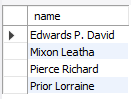 name
Edwards P. David
Mixon Leatha
Pierce Richard
Prior Lorraine